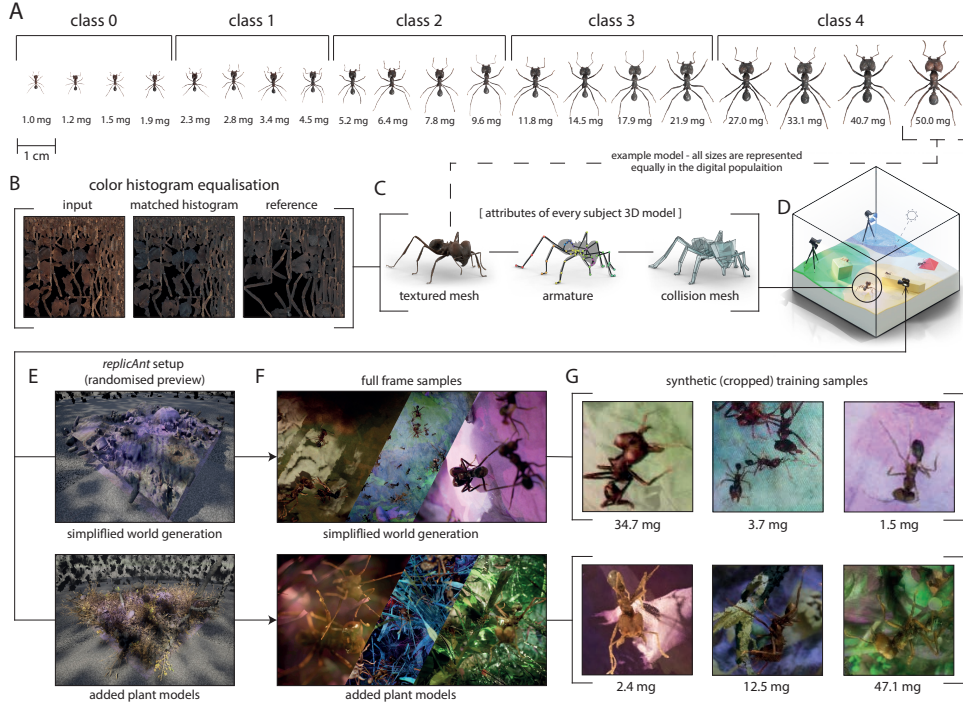 A
class 0
class 1
class 2
class 3
class 4
1.0 mg
1.2 mg
1.5 mg
1.9 mg
2.3 mg
2.8 mg
3.4 mg
4.5 mg
5.2 mg
6.4 mg
7.8 mg
9.6 mg
11.8 mg
14.5 mg
17.9 mg
21.9 mg
27.0 mg
33.1 mg
40.7 mg
50.0 mg
1 cm
example model - all sizes are represented
equally in the digital populaition
B
color histogram equalisation
input
matched histogram
reference
C
[ attributes of every subject 3D model ]
textured mesh
armature
collision mesh
D
E
replicAnt setup
(randomised preview)
simpliflied world generation
added plant models
F
full frame samples
simpliflied world generation
added plant models
G
synthetic (cropped) training samples
34.7 mg
3.7 mg
1.5 mg
2.4 mg
12.5 mg
47.1 mg